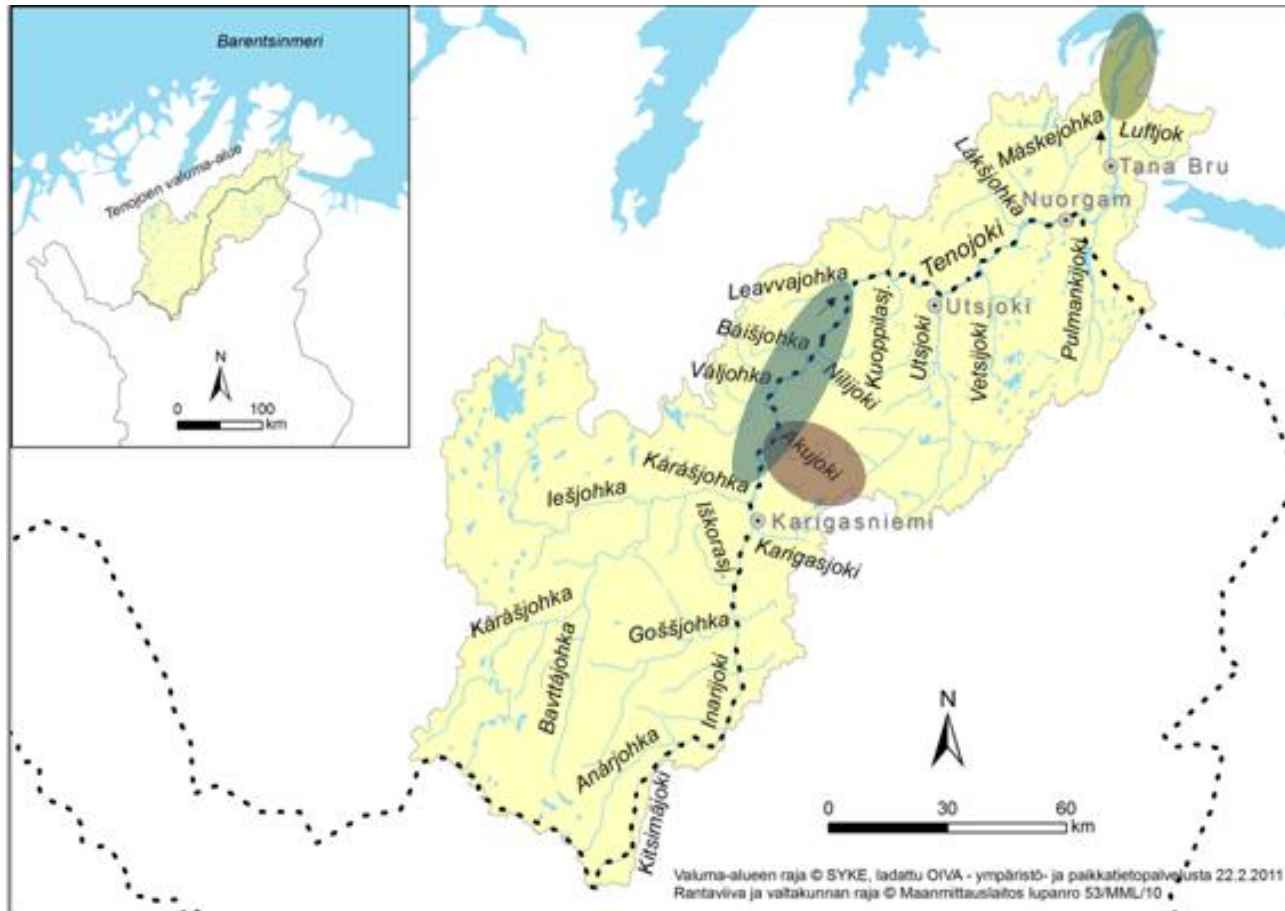 Barentsinmeri
Tenojoen valuma-alue
N
0 100
km
Máskejohka
Luftjok
Tana Bru
Lákšjohka
Nuorgam
Tenojoki
Leavvajohka
Pulmankijoki
Utsjoki
Báišjohka
Kuoppilasj.
Utsjoki
Vetsijoki
Váljohka
Nilijoki
Akujoki
Kárášjohka
Iešjohka
Iškorasj.
Karigasniemi
Karigasjoki
Kárášjohka
Goššjohka
Bavttájohka
Inarijoki
Anárjohka
Kitsimájoki
N
0 30 60
km
Valuma-alueen raja © SYKE, ladattu OIVA - ympäristö- ja paikkatietopalvelusta 22.2.2011
Rantaviiva ja valtakunnan raja © Maanmittauslaitos lupanro 53/MML/10